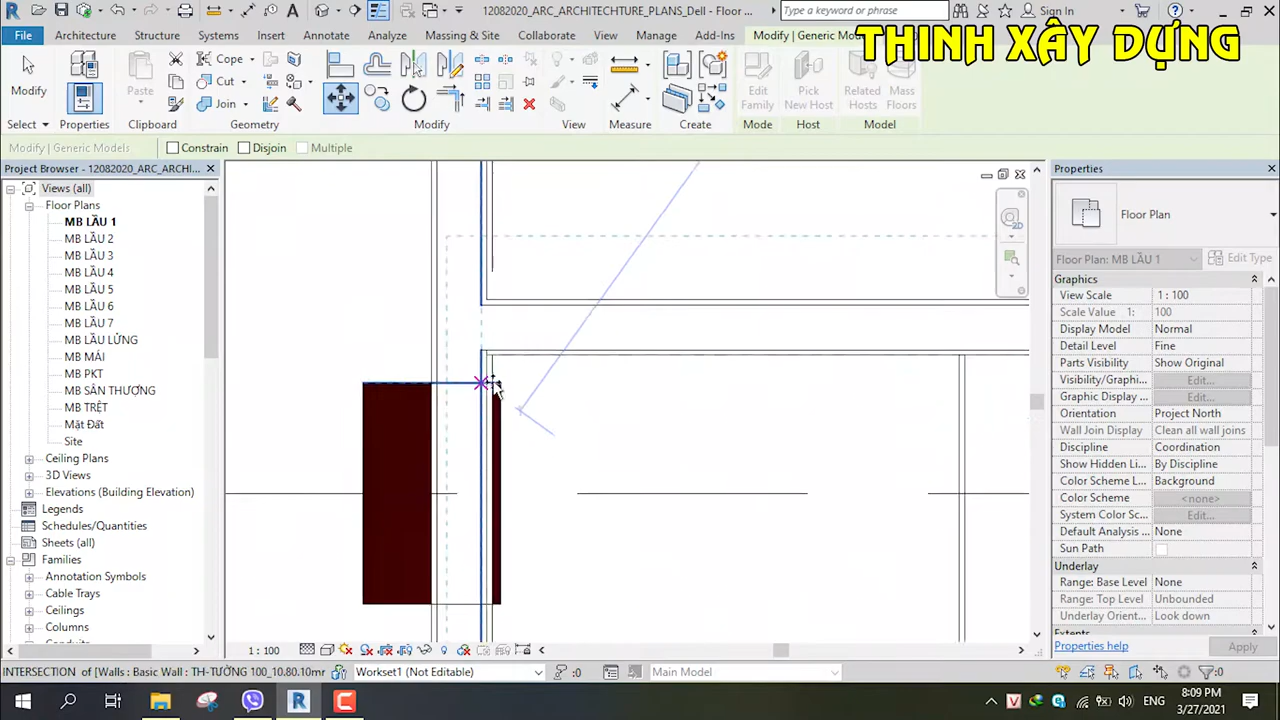 12082020_ARC_ARCHITECHTURE_PLANS_Dell - Floor ...
Type a keyword or phrase
Sign In
THINH XÂY DỰNG
File Architecture Structure Systems Insert Annotate Analyze Massing & Site Collaborate View Manage Add-Ins Modify | Generic Mod
Modify
Paste
Cope
Cut
Join
Edit Family
Pick New Host
Related Hosts
Mass Floors
Select Properties Clipboard Geometry Modify View Measure Create Mode Host Model
Modify | Generic Models
Constrain Disjoin Multiple
Project Browser - 12082020_ARC_ARCHI...
Views (all)
Floor Plans
MB LẦU 1
MB LẦU 2
MB LẦU 3
MB LẦU 4
MB LẦU 5
MB LẦU 6
MB LẦU 7
MB LẦU LỬNG
MB MÁI
MB PKT
MB SÂN THƯỢNG
MB TRỆT
Mặt Đất
Site
Ceiling Plans
3D Views
Elevations (Building Elevation)
Legends
Schedules/Quantities
Sheets (all)
Families
Annotation Symbols
Cable Trays
Ceilings
Columns
2D
Properties
Floor Plan
Floor Plan: MB LẦU 1
Edit Type
Graphics
View Scale 1 : 100
Scale Value 1: 100
Display Model Normal
Detail Level Fine
Parts Visibility Show Original
Visibility/Graphi... Edit...
Graphic Display ... Edit...
Orientation Project North
Wall Join Display Clean all wall joins
Discipline Coordination
Show Hidden Li... By Discipline
Color Scheme L... Background
Color Scheme <none>
System Color Sc... Edit...
Default Analysis ... None
Sun Path
Underlay
Range: Base Level None
Range: Top Level Unbounded
Underlay Orient... Look down
Extents
Properties help
Apply
1 : 100
INTERSECTION of [Walls : Basic Wall : TH-TƯỜNG 100_10.80.10mr
Workset1 (Not Editable)
:0
Main Model
:0
ENG
8:09 PM
3/27/2021